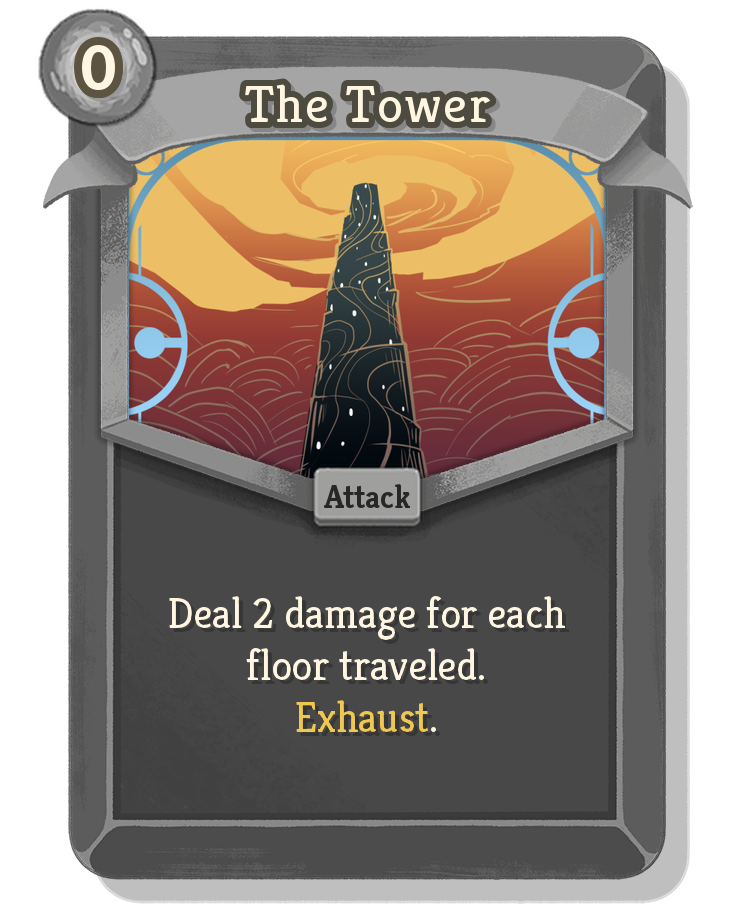 0
The Tower
Attack
Deal 2 damage for each
floor traveled.
Exhaust.